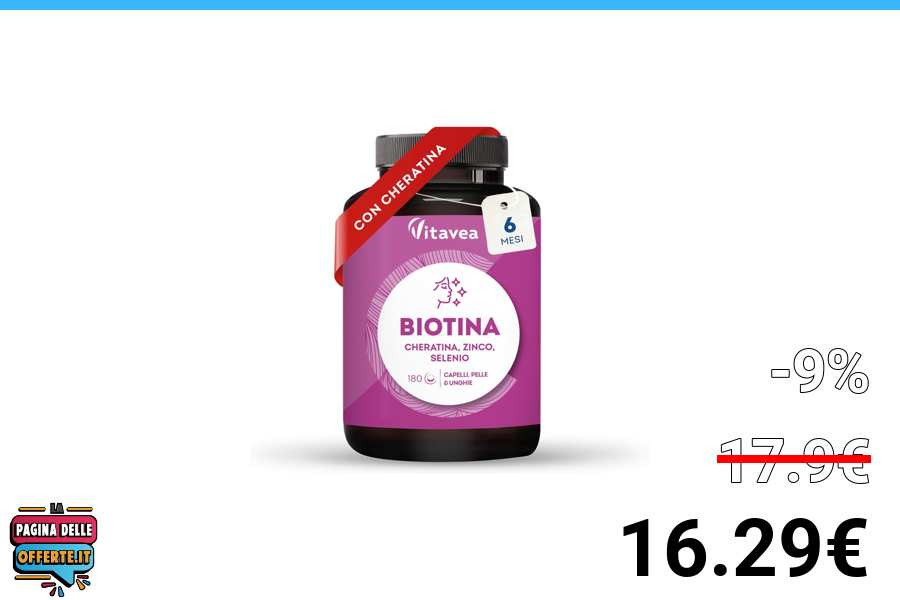 CON CHERATINA
Vitavea
6
MESI
BIOTINA
CHERATINA, ZINCO,
SELENIO
180
CAPELLI, PELLE
& UNGHIE
-9%
17.9€
16.29€
LA
PAGINA DELLE
OFFERTE.IT